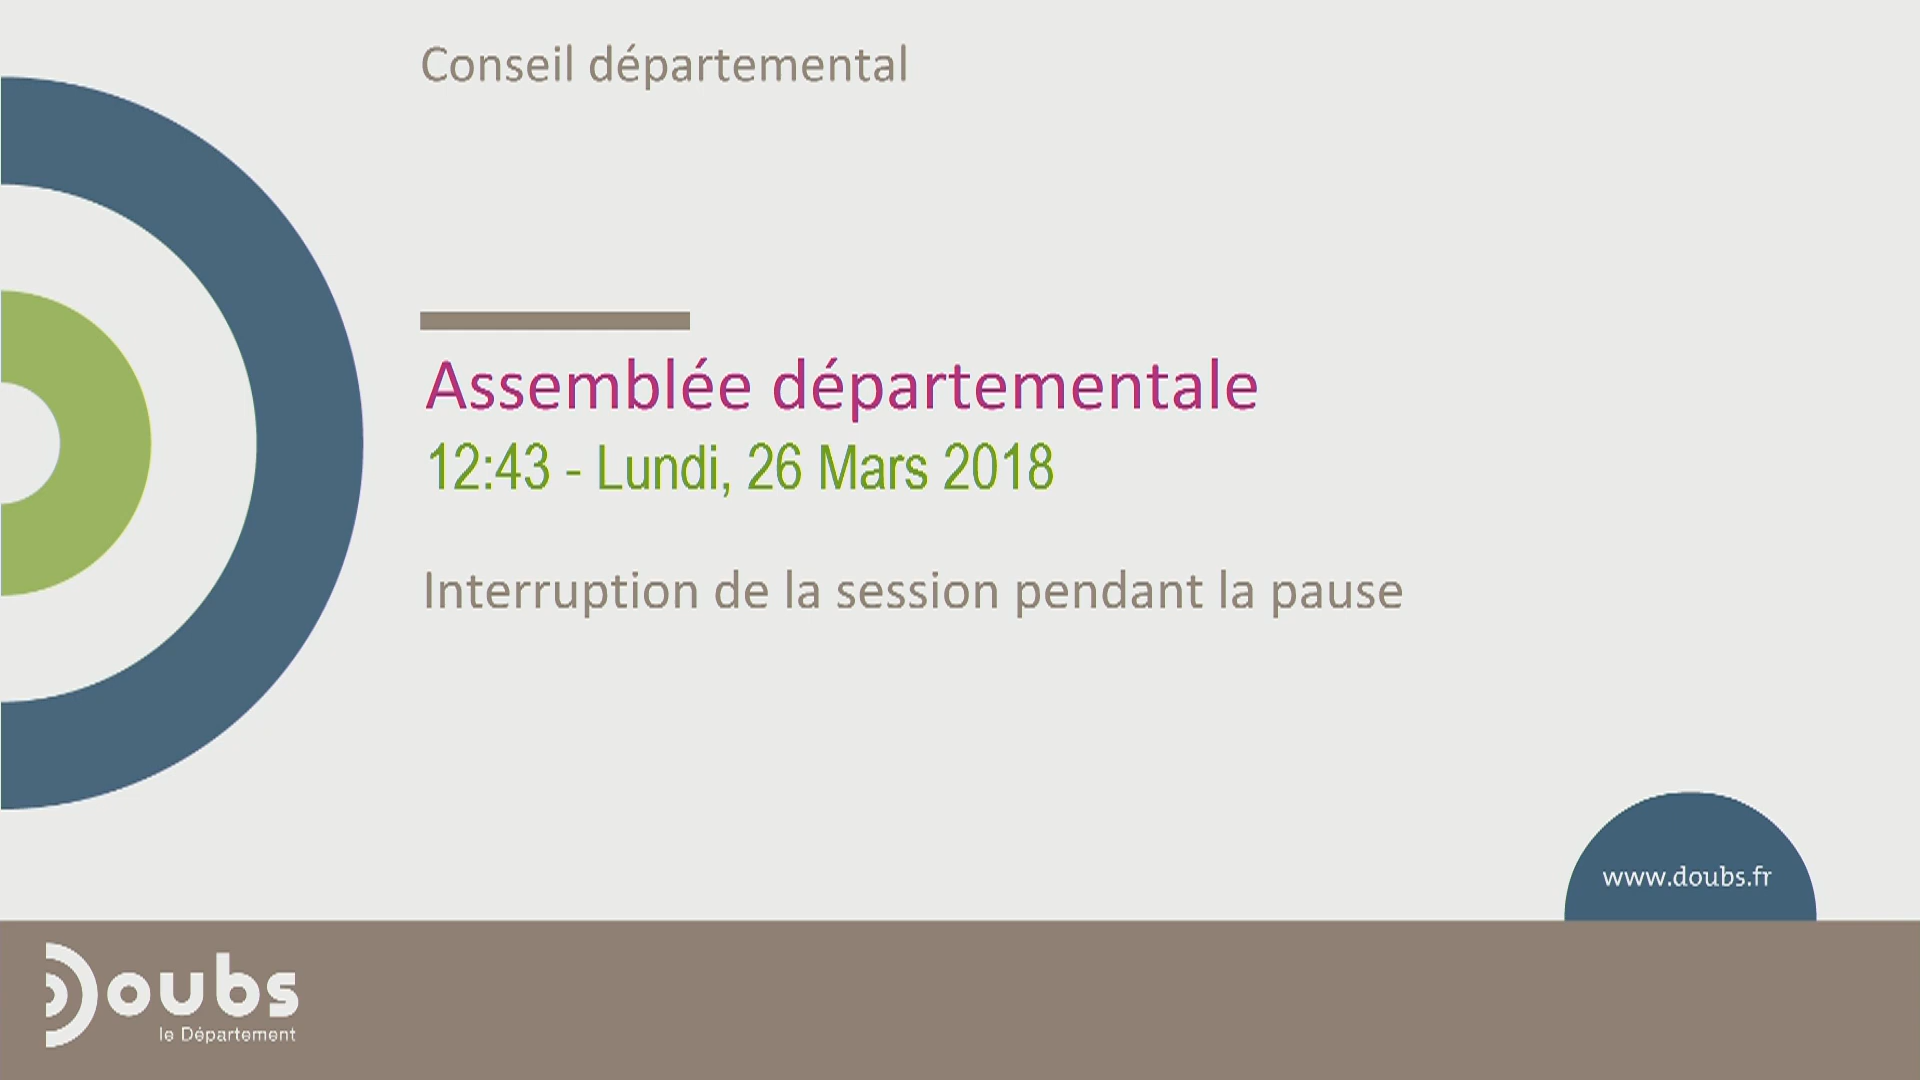 Conseil départemental
Assemblée départementale
12:43 - Lundi, 26 Mars 2018
Interruption de la session pendant la pause
www.doubs.fr
Doubs
le Département